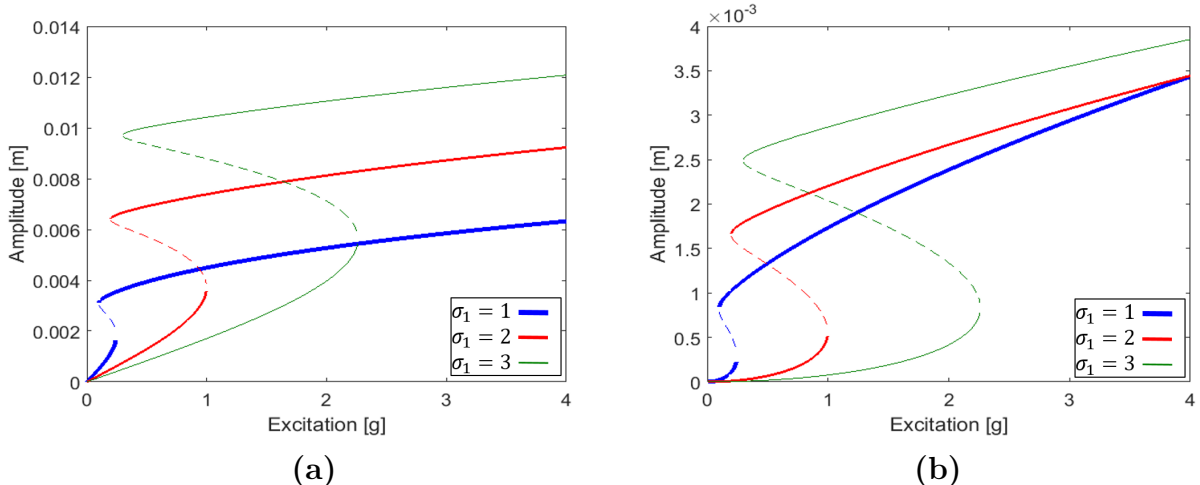 0.014
0.012
0.01
0.008
0.006
0.004
0.002
0
Amplitude [m]
σ₁ = 1
σ₁ = 2
σ₁ = 3
0 1 2 3 4
Excitation [g]
(a)
4 ×10⁻³
3.5
3
2.5
2
1.5
1
0.5
0
Amplitude [m]
σ₁ = 1
σ₁ = 2
σ₁ = 3
0 1 2 3 4
Excitation [g]
(b)